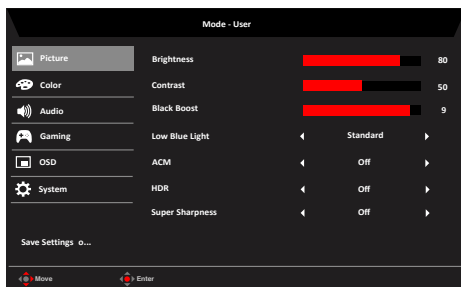 Mode - User
Picture
Brightness 80
Color
Contrast 50
Audio
Black Boost 9
Gaming
Low Blue Light Standard
OSD
ACM Off
System
HDR Off
Super Sharpness Off
Save Settings o...
Move Enter